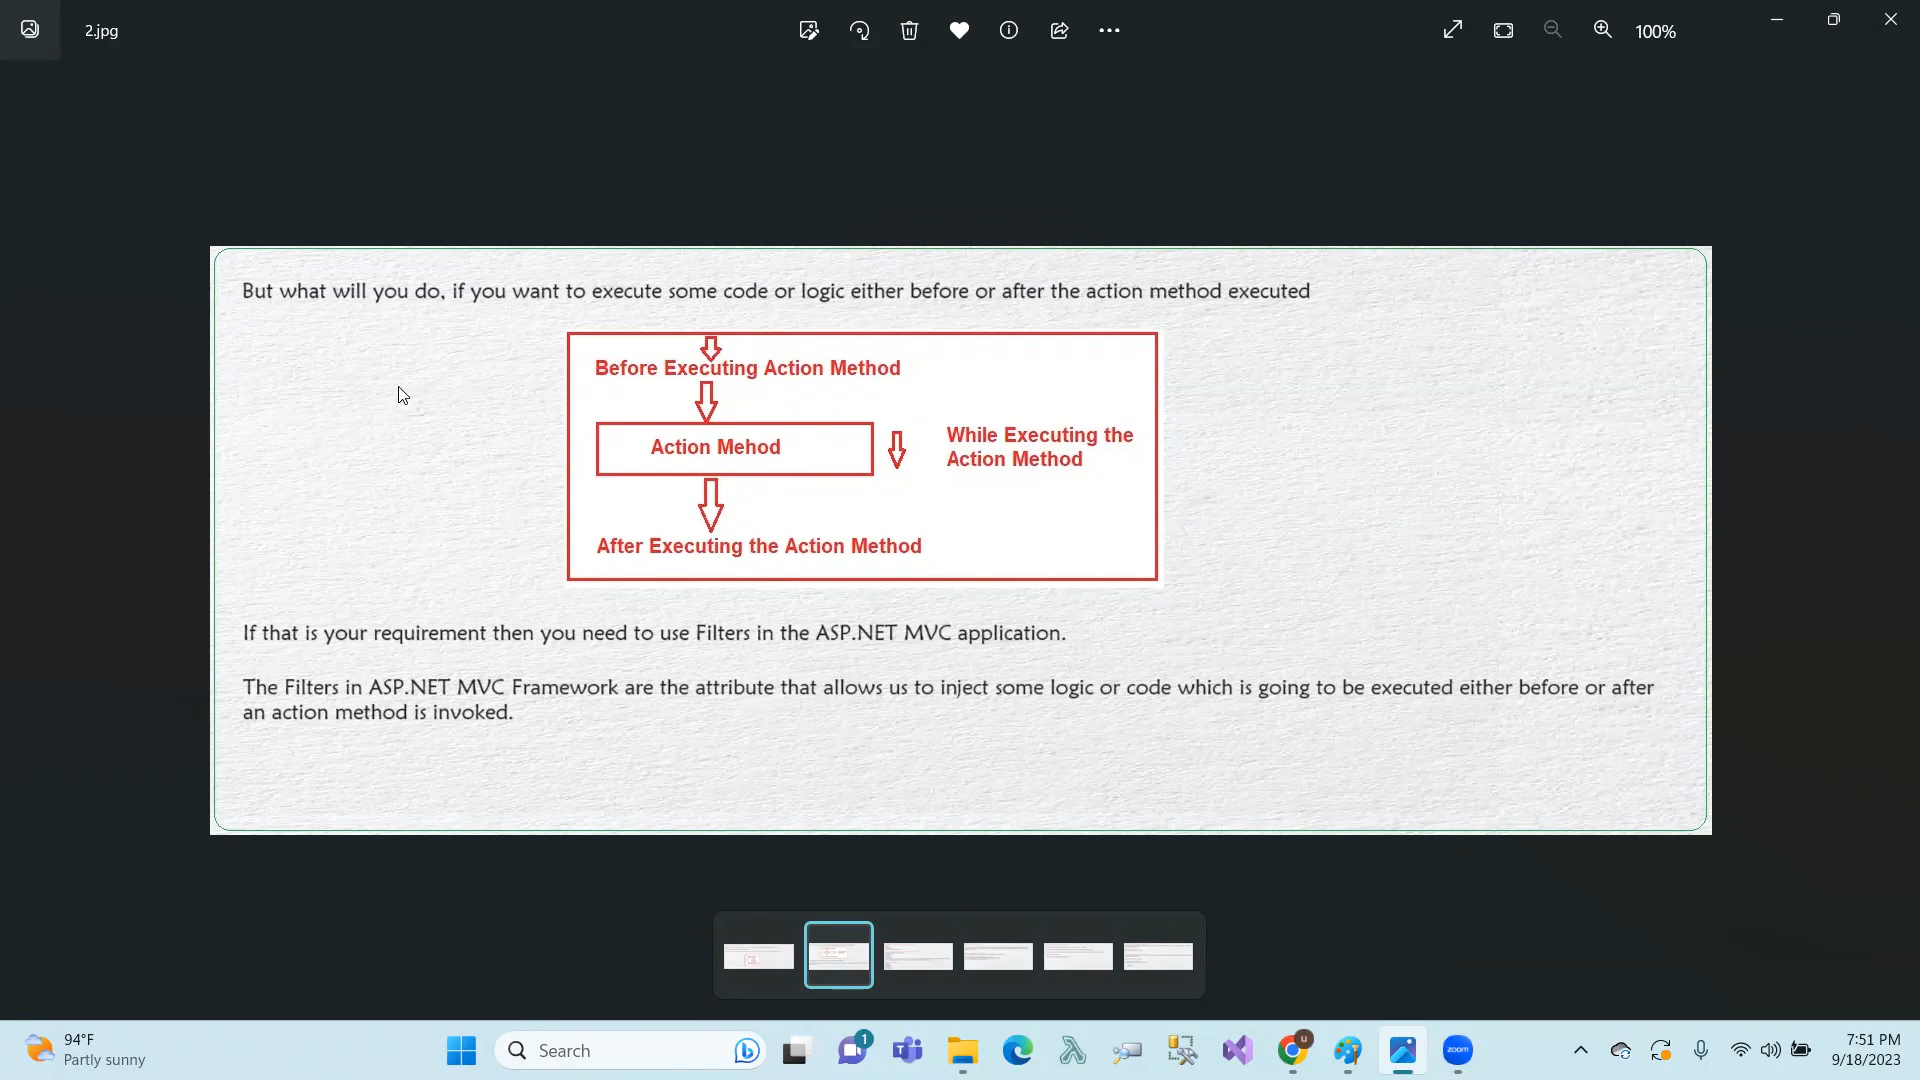 2.jpg
100%
But what will you do, if you want to execute some code or logic either before or after the action method executed
Before Executing Action Method
Action Mehod
While Executing the
Action Method
After Executing the Action Method
If that is your requirement then you need to use Filters in the ASP.NET MVC application.
The Filters in ASP.NET MVC Framework are the attribute that allows us to inject some logic or code which is going to be executed either before or after
an action method is invoked.
94°F
Partly sunny
Search
1
u
zoom
7:51 PM
9/18/2023